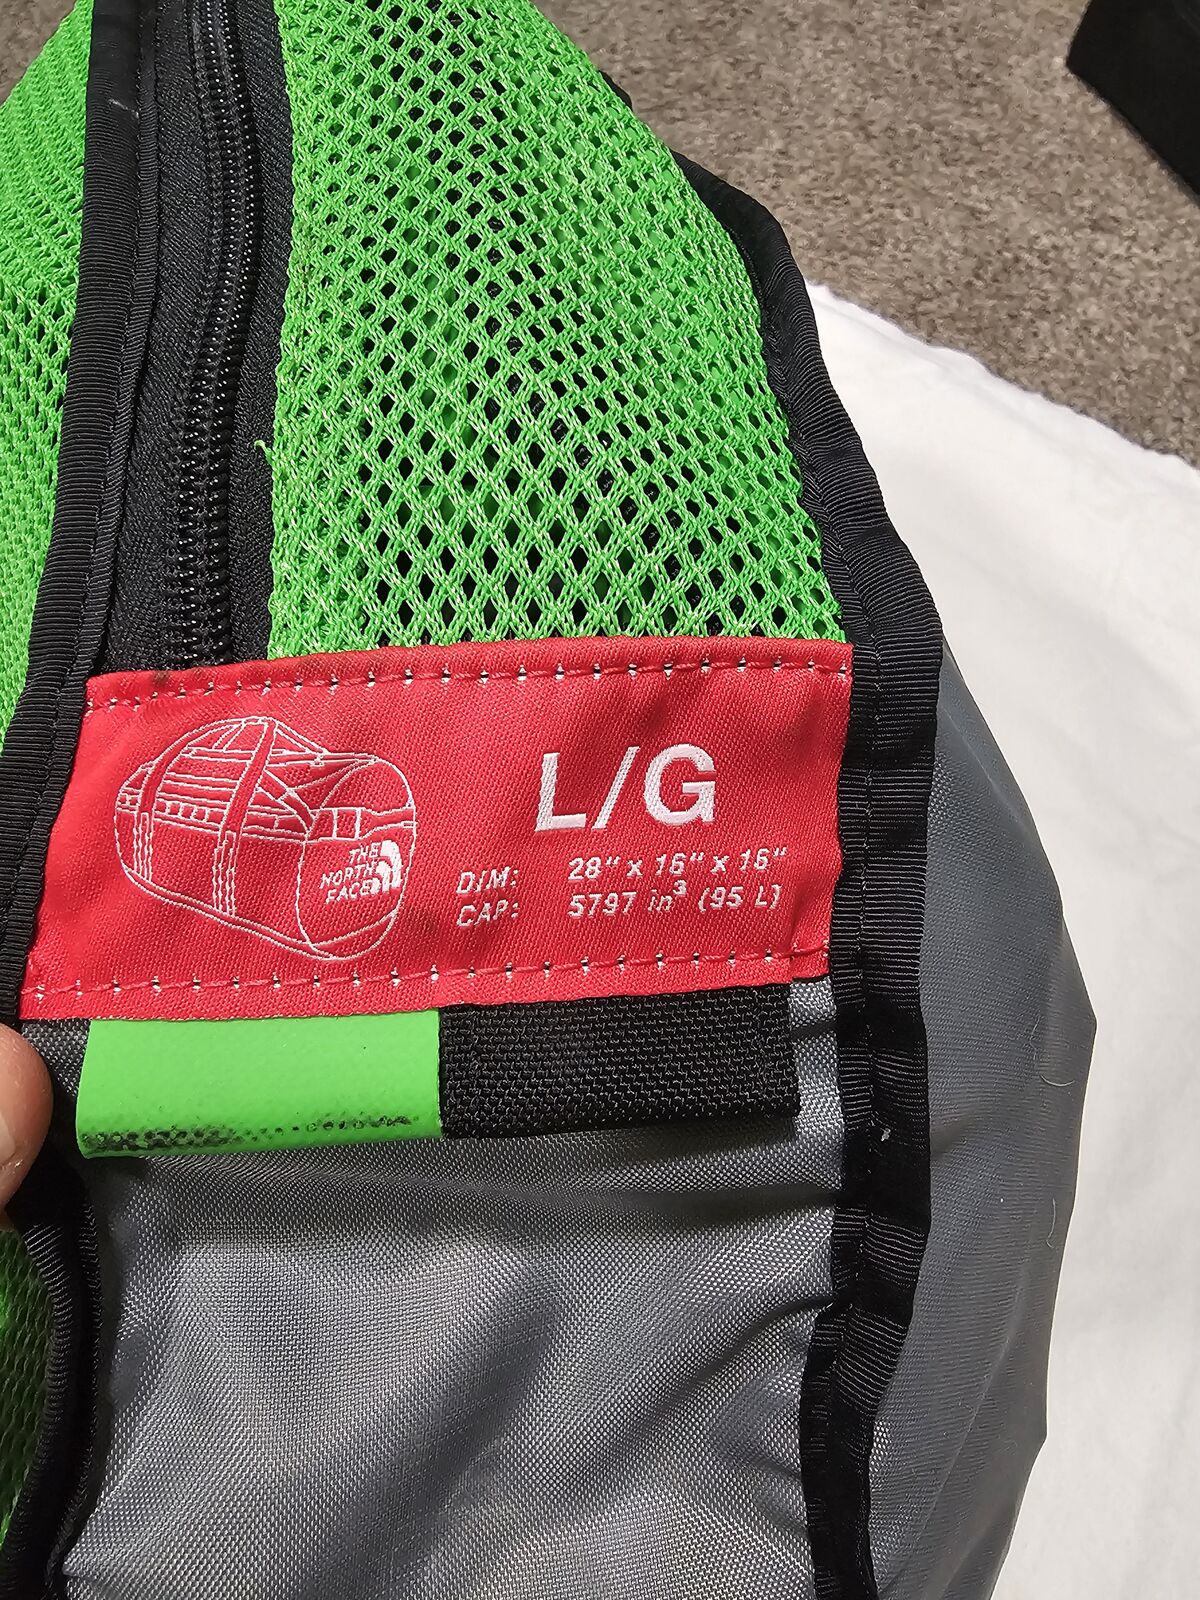 L/G
THE
NORTH
FACE
DIM: 28" x 16" x 16"
CAP: 5797 in³ (95 L)